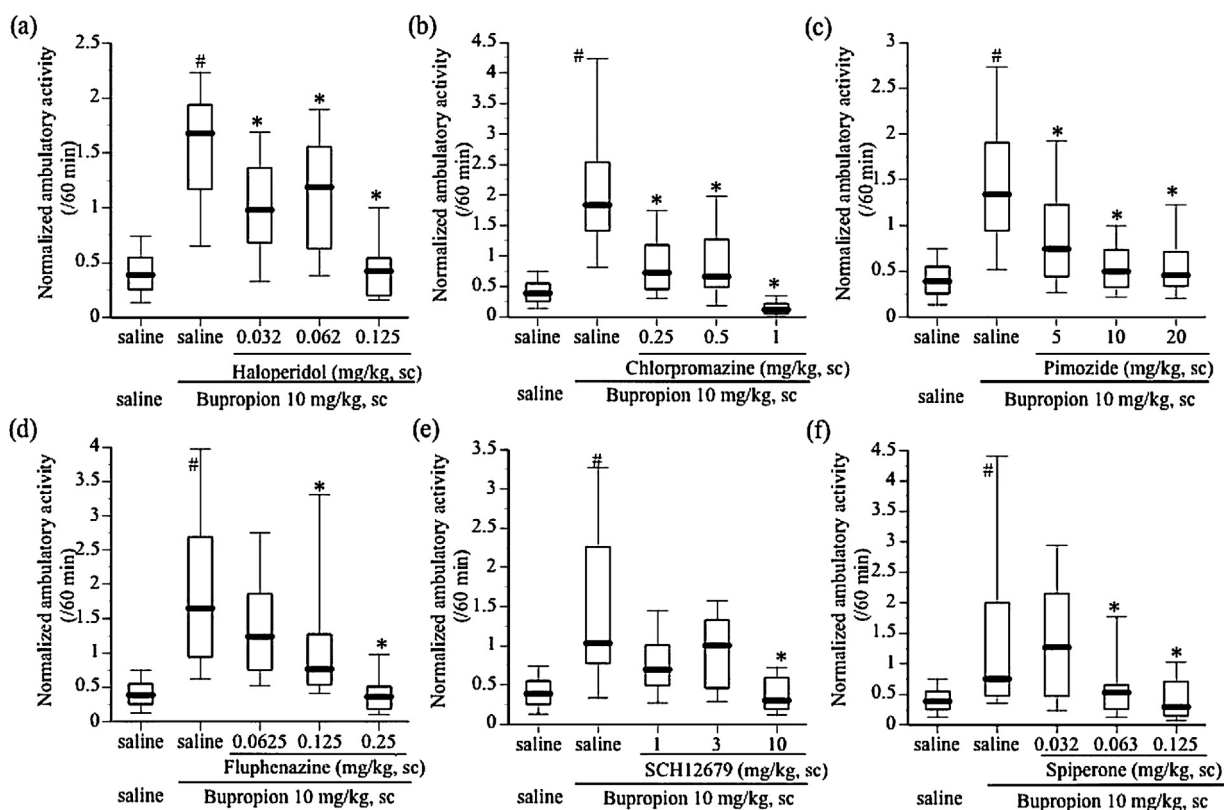 (a)
Normalized ambulatory activity
(/60 min)
2.5
2
1.5
1
0.5
0
#
*
*
*
saline
saline
0.032
0.062
0.125
Haloperidol (mg/kg, sc)
saline
Bupropion 10 mg/kg, sc
(b)
Normalized ambulatory activity
(/60 min)
4.5
4
3.5
3
2.5
2
1.5
1
0.5
0
#
*
*
*
saline
saline
0.25
0.5
1
Chlorpromazine (mg/kg, sc)
saline
Bupropion 10 mg/kg, sc
(c)
Normalized ambulatory activity
(/60 min)
3
2.5
2
1.5
1
0.5
0
#
*
*
*
saline
saline
5
10
20
Pimozide (mg/kg, sc)
saline
Bupropion 10 mg/kg, sc
(d)
Normalized ambulatory activity
(/60 min)
4
3.5
3
2.5
2
1.5
1
0.5
0
#
*
*
saline
saline
0.0625
0.125
0.25
Fluphenazine (mg/kg, sc)
saline
Bupropion 10 mg/kg, sc
(e)
Normalized ambulatory activity
(/60 min)
3.5
3
2.5
2
1.5
1
0.5
0
#
*
saline
saline
1
3
10
SCH12679 (mg/kg, sc)
saline
Bupropion 10 mg/kg, sc
(f)
Normalized ambulatory activity
(/60 min)
4.5
4
3.5
3
2.5
2
1.5
1
0.5
0
#
*
*
saline
saline
0.032
0.063
0.125
Spiperone (mg/kg, sc)
saline
Bupropion 10 mg/kg, sc